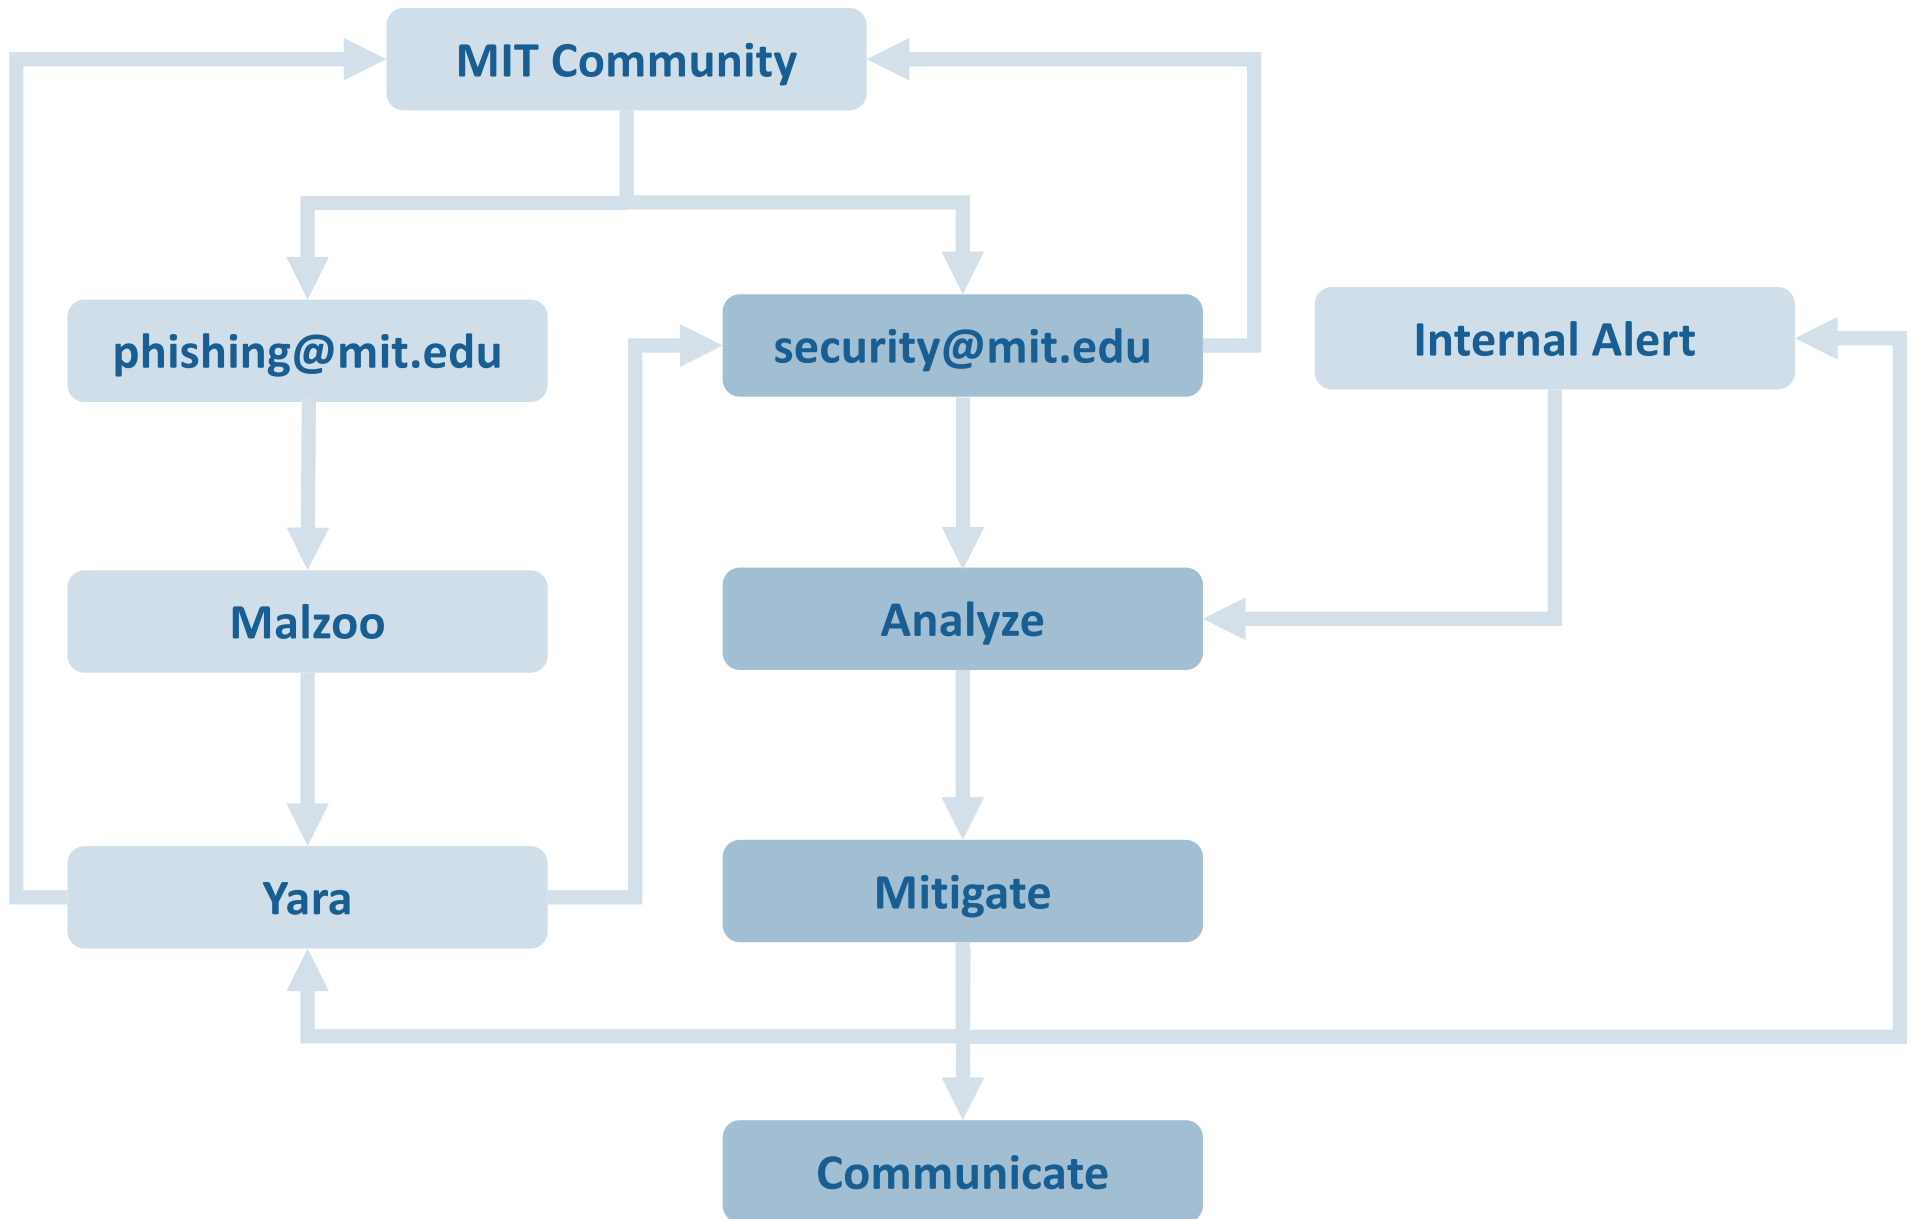 MIT Community
phishing@mit.edu
security@mit.edu
Internal Alert
Malzoo
Analyze
Yara
Mitigate
Communicate